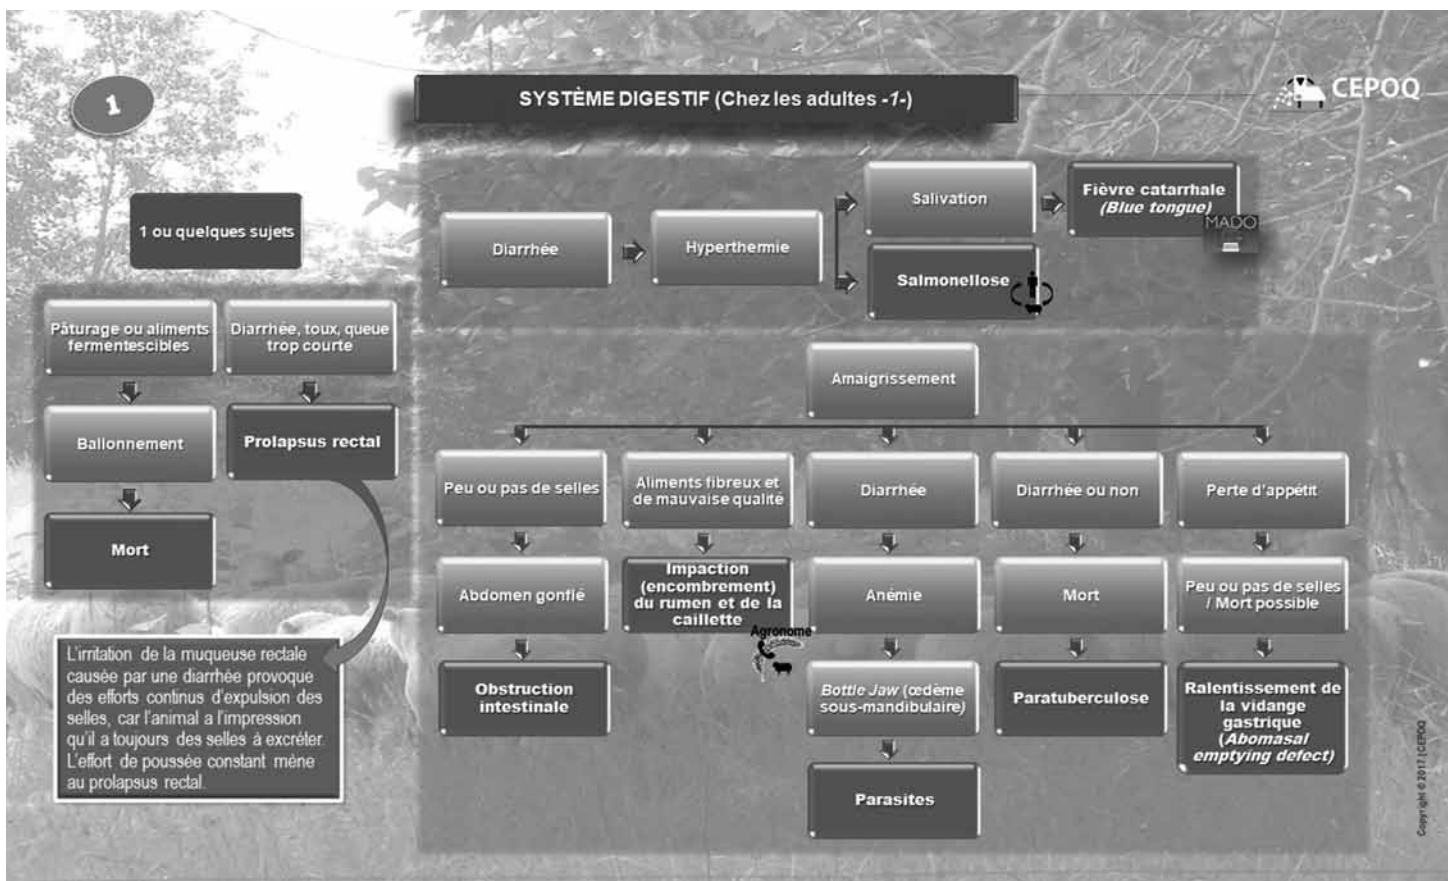 1
SYSTÈME DIGESTIF (Chez les adultes -1-)
CEPOQ
1 ou quelques sujets
Pâturage ou aliments
fermentescibles
Ballonnement
Mort
Diarrhée, toux, queue
trop courte
Prolapsus rectal
L'irritation de la muqueuse rectale
causée par une diarrhée provoque
des efforts continus d'expulsion des
selles, car l'animal a l'impression
qu'il a toujours des selles à excréter.
L'effort de poussée constant mène
au prolapsus rectal.
Diarrhée
Hyperthermie
Salivation
Fièvre catarrhale
(Blue tongue)
MADO
Salmonellose
Amaigrissement
Peu ou pas de selles
Abdomen gonflé
Obstruction
intestinale
Aliments fibreux et
de mauvaise qualité
Impaction
(encombrement)
du rumen et de la
caillette
Agronome
Diarrhée
Anémie
Bottle Jaw (œdème
sous-mandibulaire)
Parasites
Diarrhée ou non
Mort
Paratuberculose
Perte d'appétit
Peu ou pas de selles
/ Mort possible
Ralentissement de
la vidange
gastrique
(Abomasal
emptying defect)
Copyright © 2017 | CEPOQ